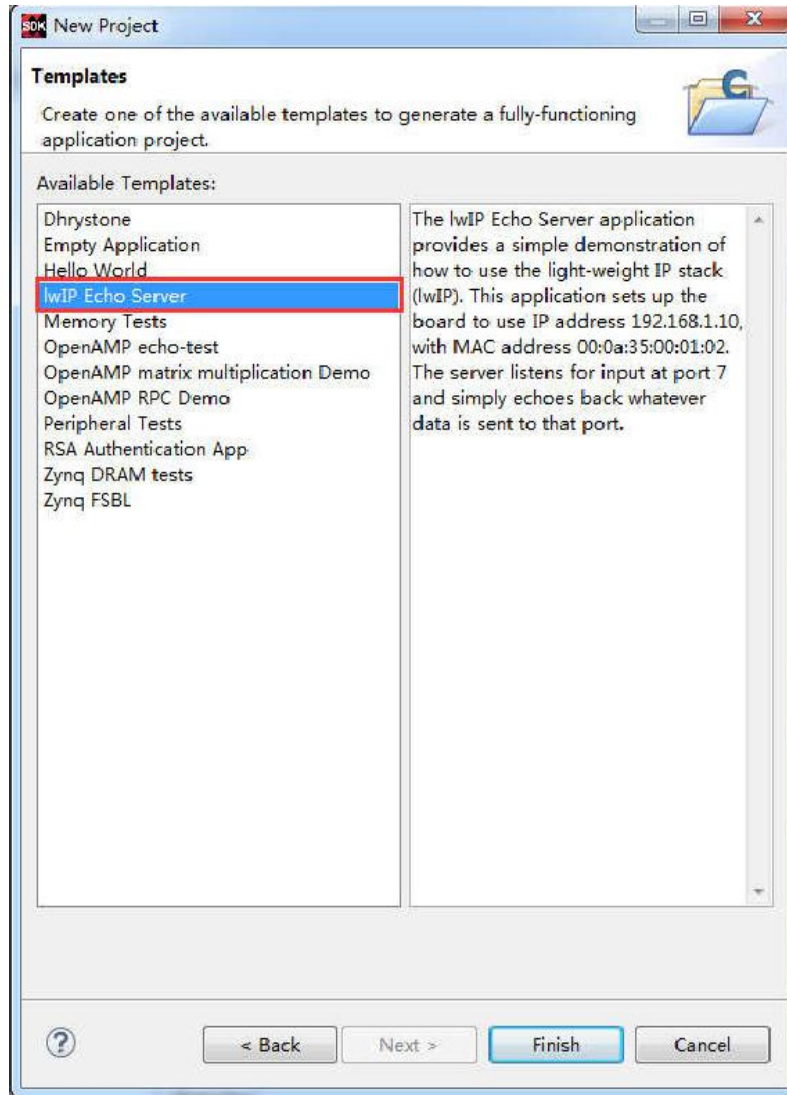 SDK New Project
Templates
Create one of the available templates to generate a fully-functioning
application project.
Available Templates:
Dhrystone
Empty Application
Hello World
lwIP Echo Server
Memory Tests
OpenAMP echo-test
OpenAMP matrix multiplication Demo
OpenAMP RPC Demo
Peripheral Tests
RSA Authentication App
Zynq DRAM tests
Zynq FSBL
The lwIP Echo Server application
provides a simple demonstration of
how to use the light-weight IP stack
(lwIP). This application sets up the
board to use IP address 192.168.1.10,
with MAC address 00:0a:35:00:01:02.
The server listens for input at port 7
and simply echoes back whatever
data is sent to that port.
< Back
Next >
Finish
Cancel